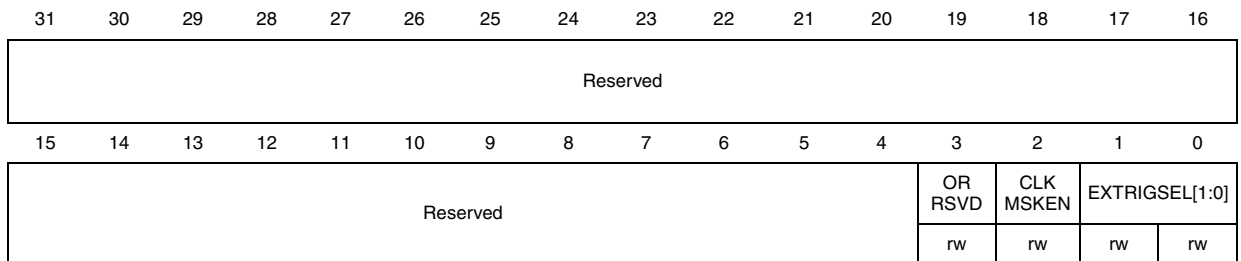 31 30 29 28 27 26 25 24 23 22 21 20 19 18 17 16
Reserved
15 14 13 12 11 10 9 8 7 6 5 4 3 2 1 0
Reserved
OR
RSVD
CLK
MSKEN
EXTRIGSEL[1:0]
rw rw rw rw